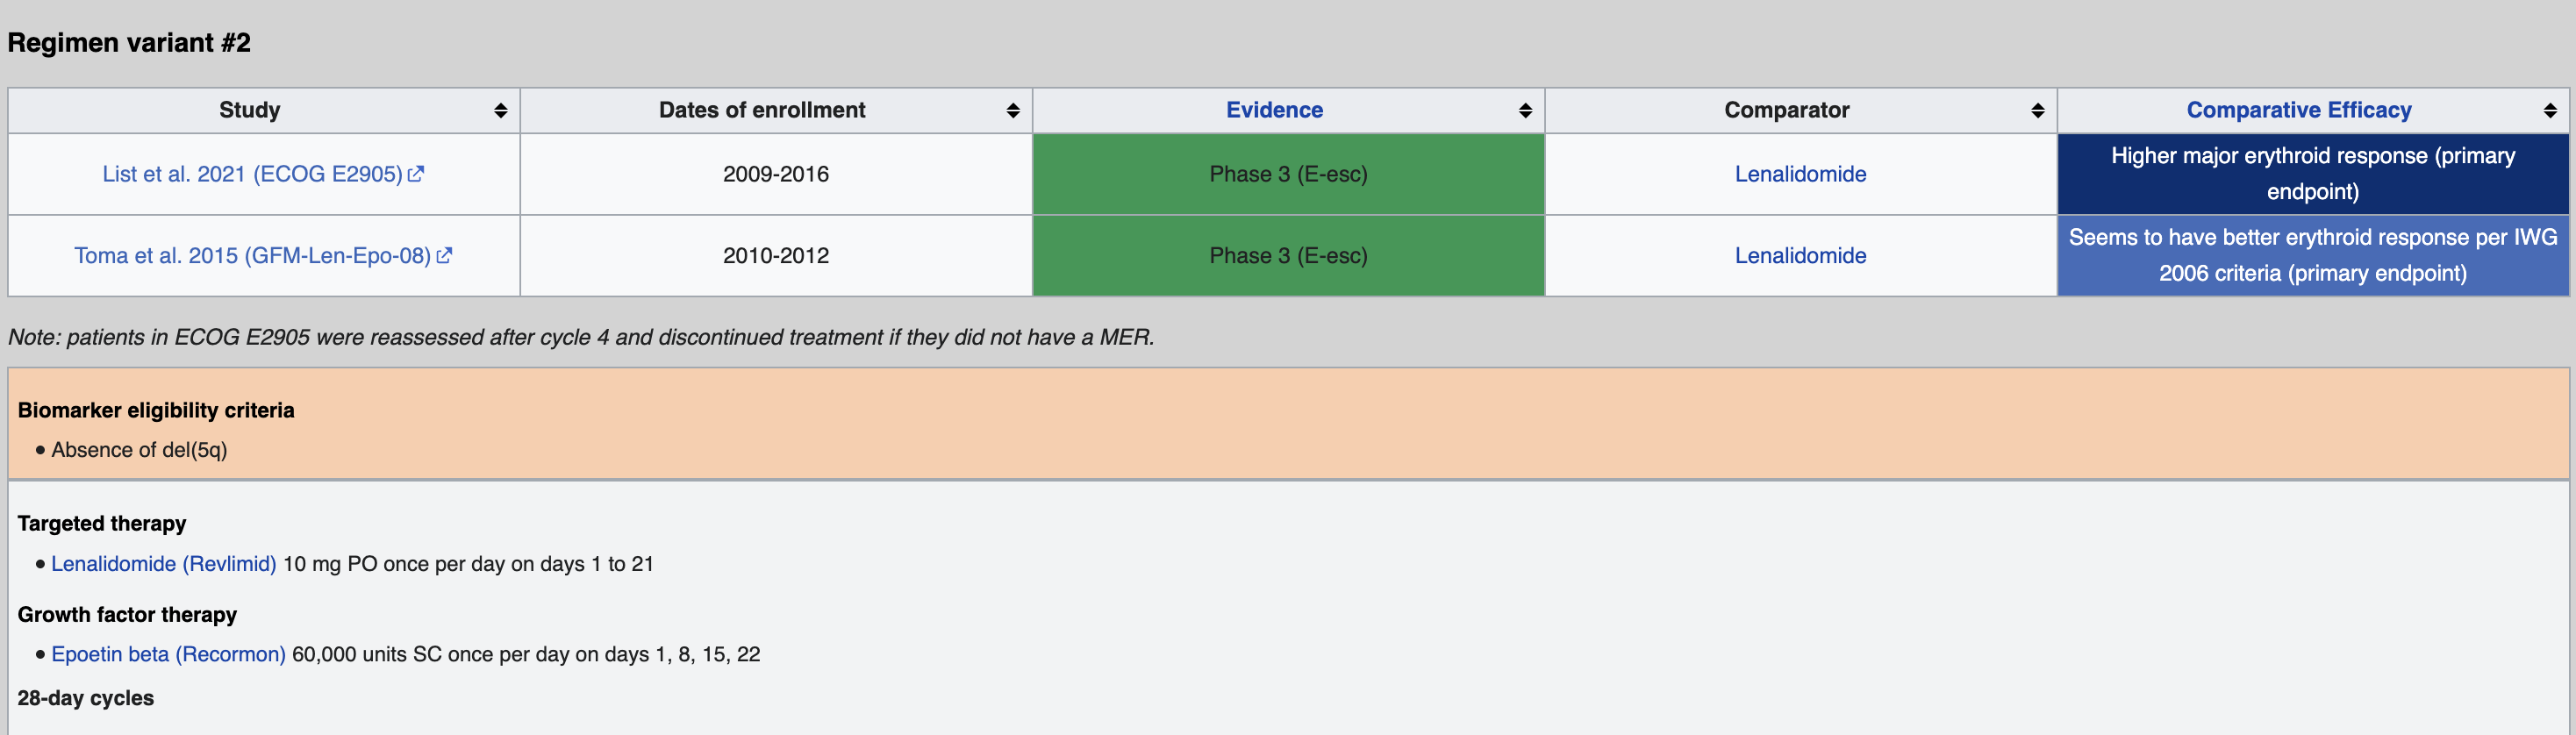 Regimen variant #2
Study Dates of enrollment Evidence Comparator Comparative Efficacy
List et al. 2021 (ECOG E2905) 2009-2016 Phase 3 (E-esc) Lenalidomide Higher major erythroid response (primary
endpoint)
Toma et al. 2015 (GFM-Len-Epo-08) 2010-2012 Phase 3 (E-esc) Lenalidomide Seems to have better erythroid response per IWG
2006 criteria (primary endpoint)
Note: patients in ECOG E2905 were reassessed after cycle 4 and discontinued treatment if they did not have a MER.
Biomarker eligibility criteria
• Absence of del(5q)
Targeted therapy
• Lenalidomide (Revlimid) 10 mg PO once per day on days 1 to 21
Growth factor therapy
• Epoetin beta (Recormon) 60,000 units SC once per day on days 1, 8, 15, 22
28-day cycles